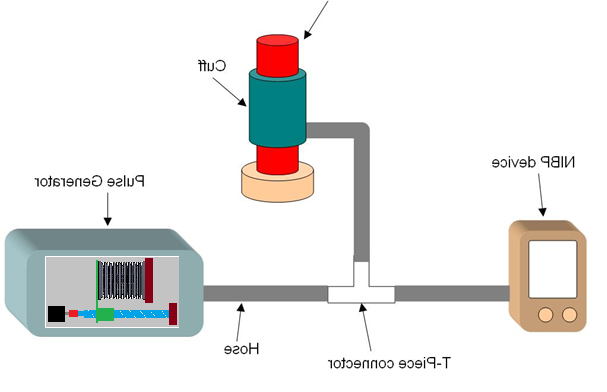 Cuff
NIBP device
Pulse Generator
Hose
T-Piece connector